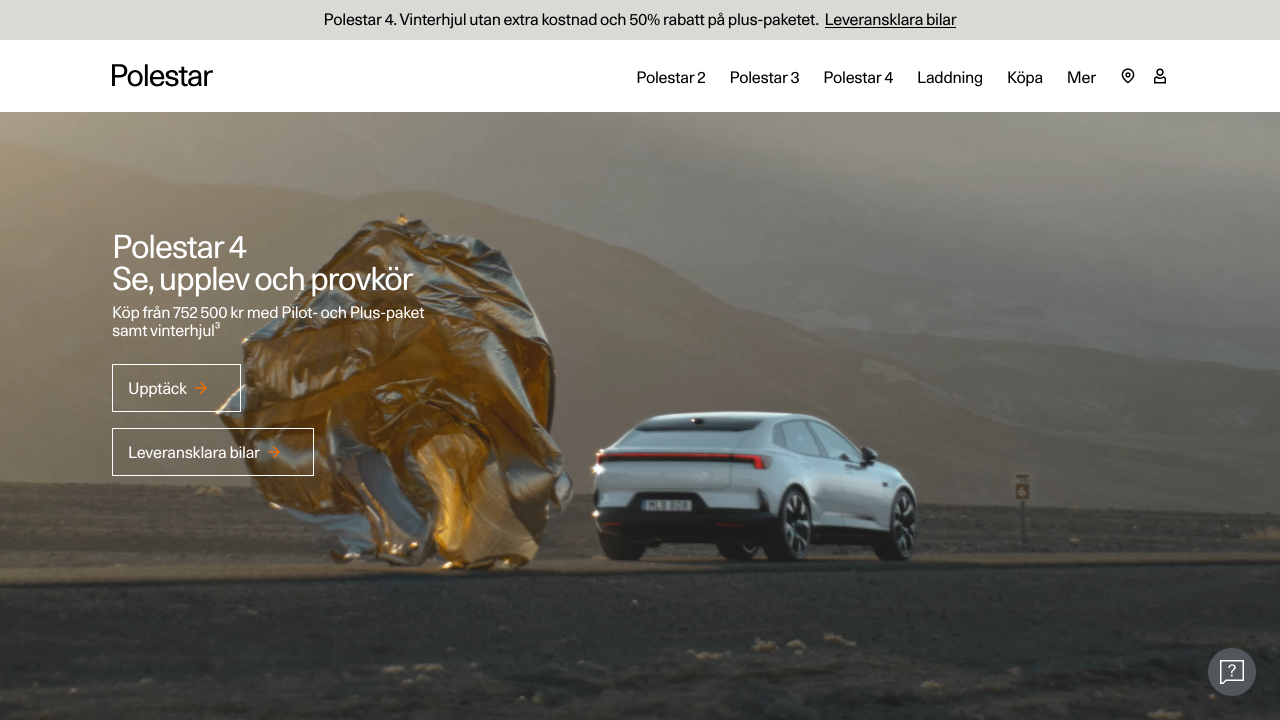 Polestar 4. Vinterhjul utan extra kostnad och 50% rabatt på plus-paketet. Leveransklara bilar
Polestar
Polestar 2
Polestar 3
Polestar 4
Laddning
Köpa
Mer
Polestar 4
Se, upplev och provkör
Köp från 752 500 kr med Pilot- och Plus-paket
samt vinterhjul³
Upptäck
Leveransklara bilar